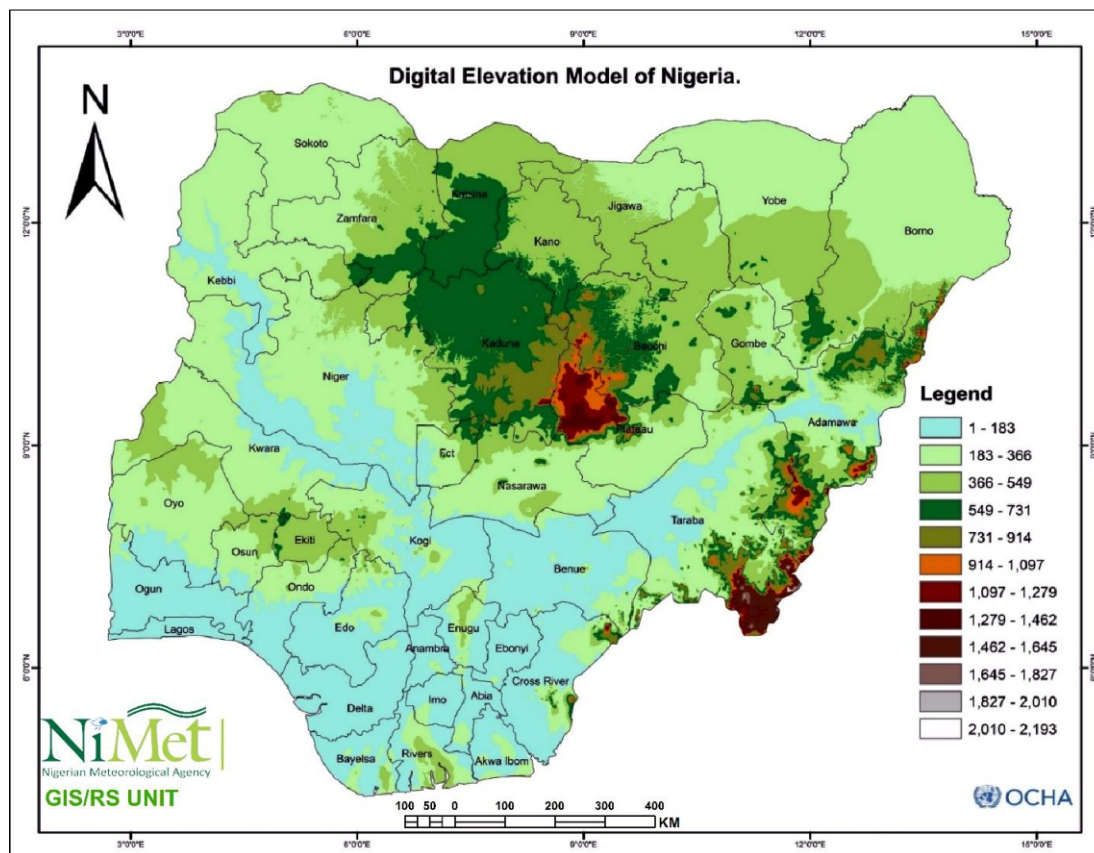 3°0'0"E 6°0'0"E 9°0'0"E 12°0'0"E 15°0'0"E
Digital Elevation Model of Nigeria.
N
Sokoto
Katsina
Jigawa
Yobe
Zamfara
Kano
Borno
12°0'0"N
Kebbi
Kaduna
Bauchi
Gombe
Niger
Plateau
Adamawa
9°0'0"N
Kwara
Fct
Nasarawa
Oyo
Taraba
Osun
Ekiti
Kogi
Benue
Ogun
Ondo
Lagos
Edo
Enugu
Anambra
Ebonyi
6°0'0"N
Cross River
Delta
Imo
Abia
Bayelsa
Rivers
Akwa Ibom
Legend
1 - 183
183 - 366
366 - 549
549 - 731
731 - 914
914 - 1,097
1,097 - 1,279
1,279 - 1,462
1,462 - 1,645
1,645 - 1,827
1,827 - 2,010
2,010 - 2,193
NiMet
Nigerian Meteorological Agency
GIS/RS UNIT
100 50 0 100 200 300 400
KM
OCHA
3°0'0"E 6°0'0"E 9°0'0"E 12°0'0"E 15°0'0"E